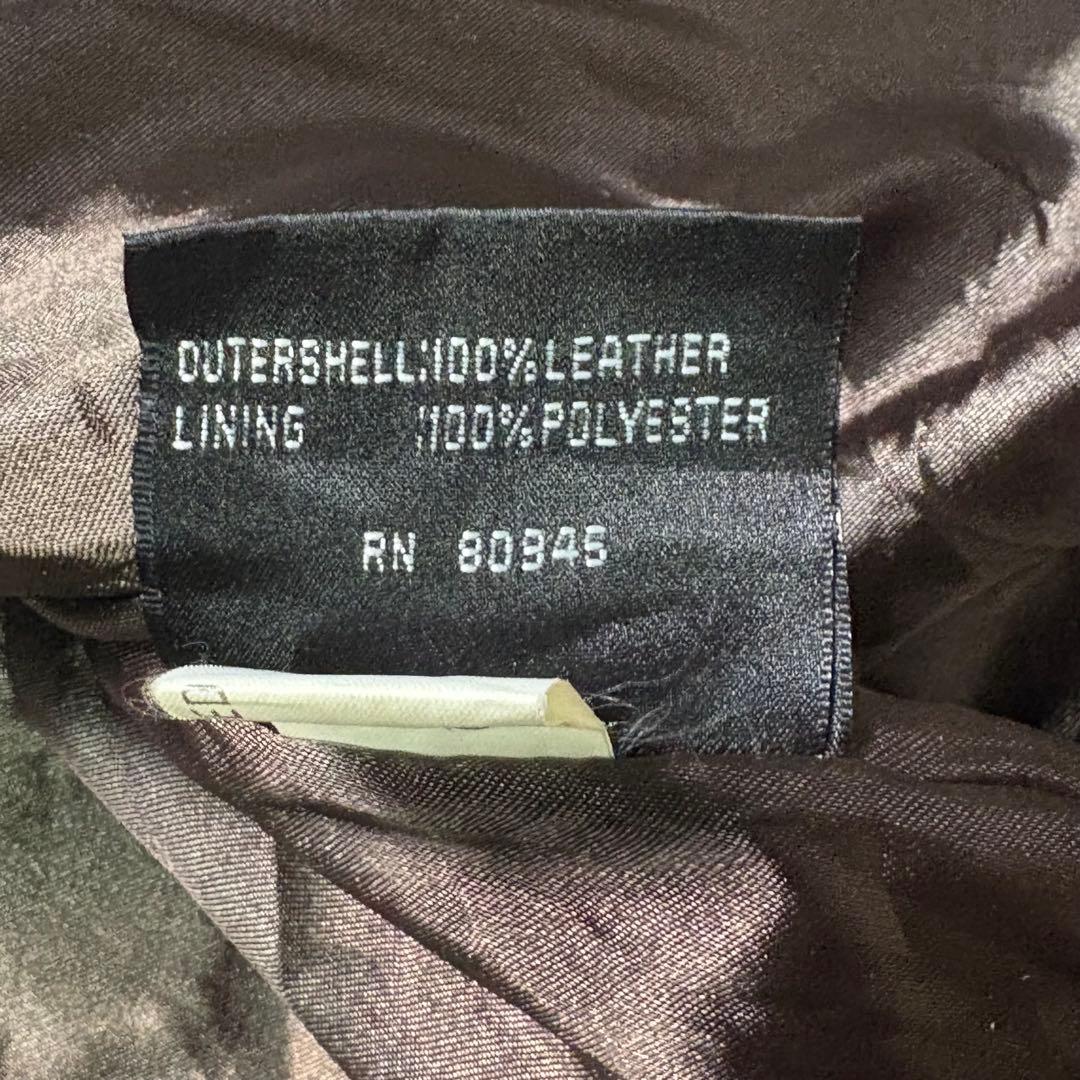 OUTERSHELL:100%LEATHER
LINING :100%POLYESTER
RN 80345